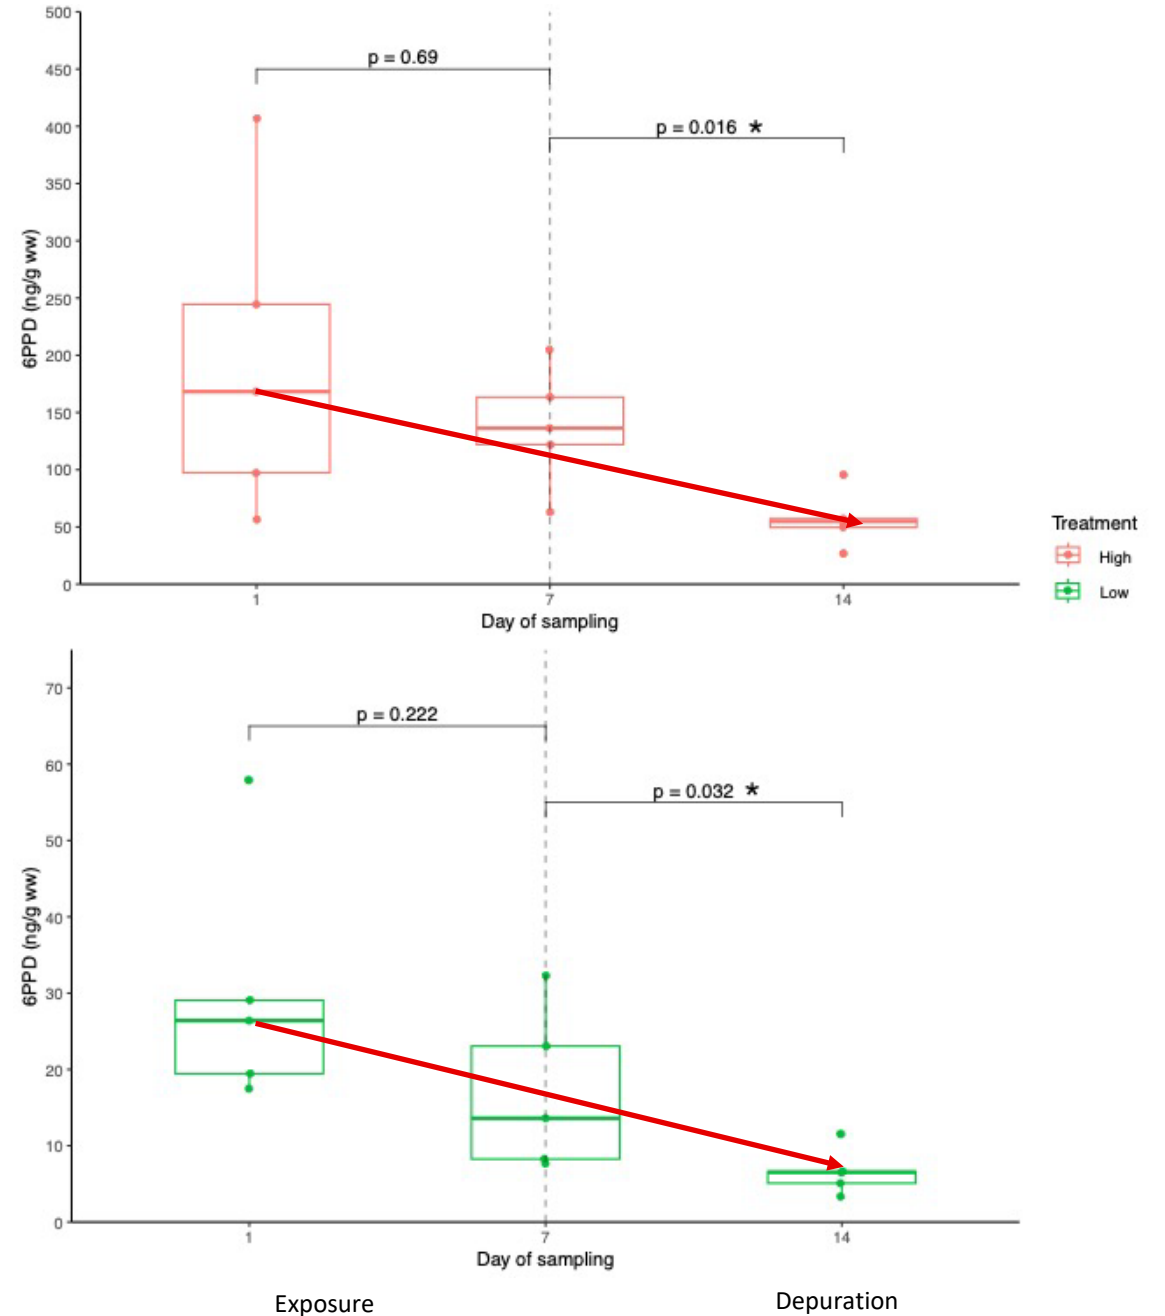 500
450
400
350
300
250
200
150
100
50
0
6PPD (ng/g ww)
p = 0.69
p = 0.016 *
1
7
14
Day of sampling
Treatment
High
Low
70
60
50
40
30
20
10
0
6PPD (ng/g ww)
p = 0.222
p = 0.032 *
1
7
14
Day of sampling
Exposure
Depuration